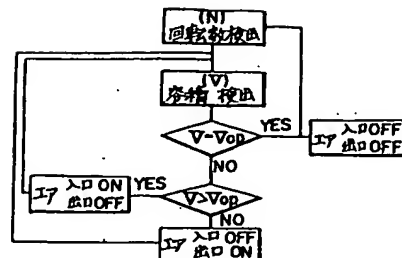 (N)
回転数検出
(V)
容積検出
V=Vop
YES
エア 入口OFF
出口OFF
NO
V>Vop
YES
エア 入口ON
出口OFF
NO
エア 入口OFF
出口ON